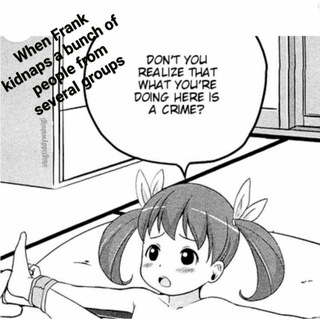 When Frank
kidnaps a bunch of
people from
several groups
DON'T YOU
REALIZE THAT
WHAT YOU'RE
DOING HERE IS
A CRIME?